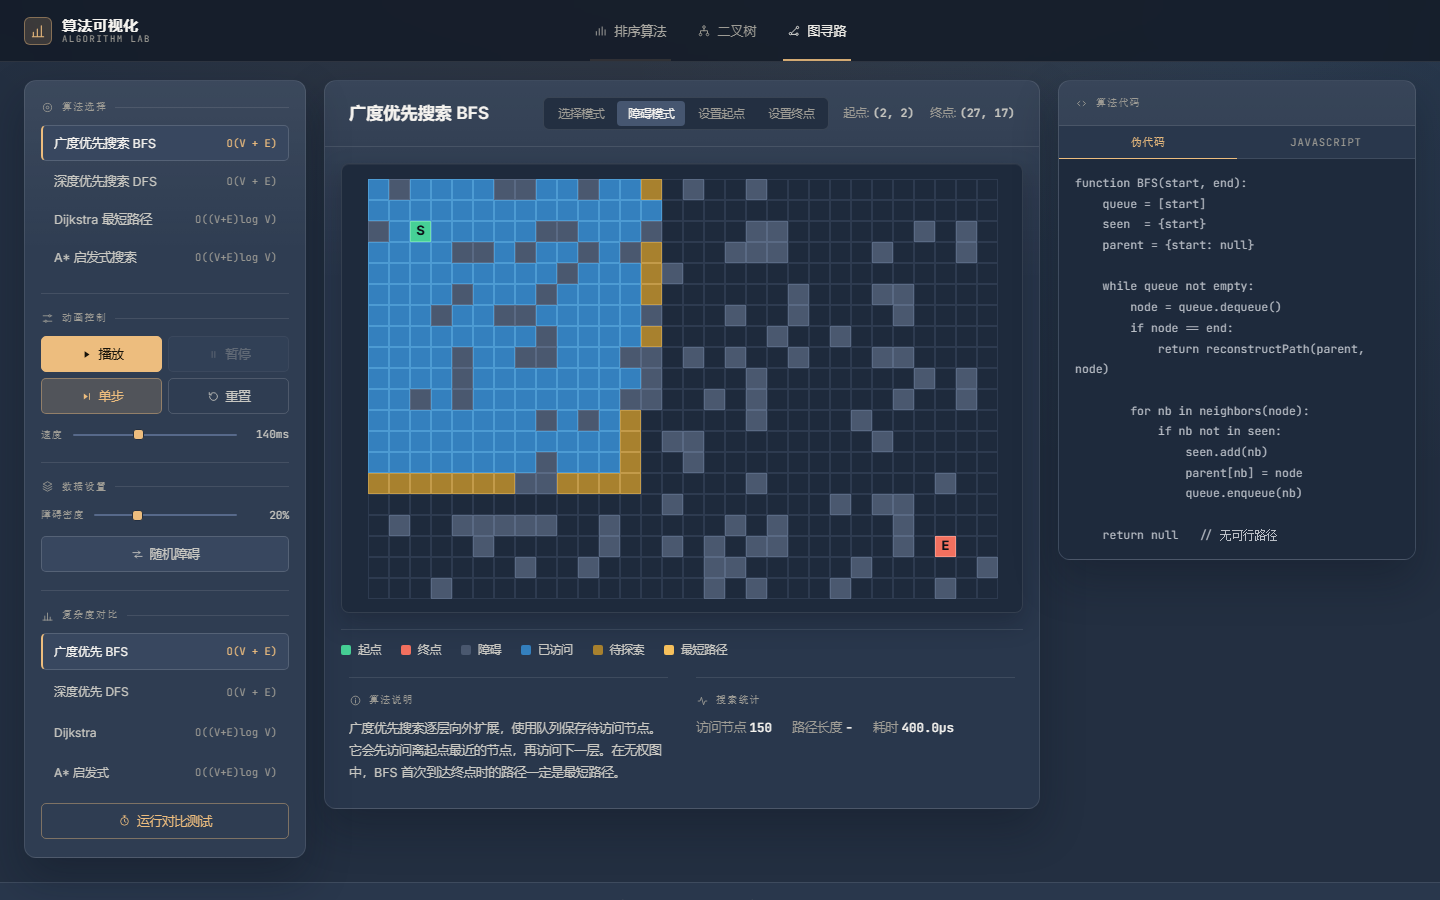 算法可视化
ALGORITHM LAB
排序算法
二叉树
图寻路
算法选择
广度优先搜索 BFS O(V + E)
深度优先搜索 DFS O(V + E)
Dijkstra 最短路径 O((V+E)log V)
A* 启发式搜索 O((V+E)log V)
动画控制
播放
暂停
单步
重置
速度 140ms
数据设置
障碍密度 20%
随机障碍
复杂度对比
广度优先 BFS O(V + E)
深度优先 DFS O(V + E)
Dijkstra O((V+E)log V)
A* 启发式 O((V+E)log V)
运行对比测试
广度优先搜索 BFS
选择模式
障碍模式
设置起点
设置终点
起点: (2, 2)
终点: (27, 17)
S
E
起点
终点
障碍
已访问
待探索
最短路径
算法说明
广度优先搜索逐层向外扩展，使用队列保存待访问节点。
它会先访问离起点最近的节点，再访问下一层。在无权图
中，BFS 首次到达终点时的路径一定是最短路径。
搜索统计
访问节点 150 路径长度 - 耗时 400.0μs
算法代码
伪代码
JAVASCRIPT
function BFS(start, end):
queue = [start]
seen = {start}
parent = {start: null}
while queue not empty:
node = queue.dequeue()
if node == end:
return reconstructPath(parent,
node)
for nb in neighbors(node):
if nb not in seen:
seen.add(nb)
parent[nb] = node
queue.enqueue(nb)
return null // 无可行路径